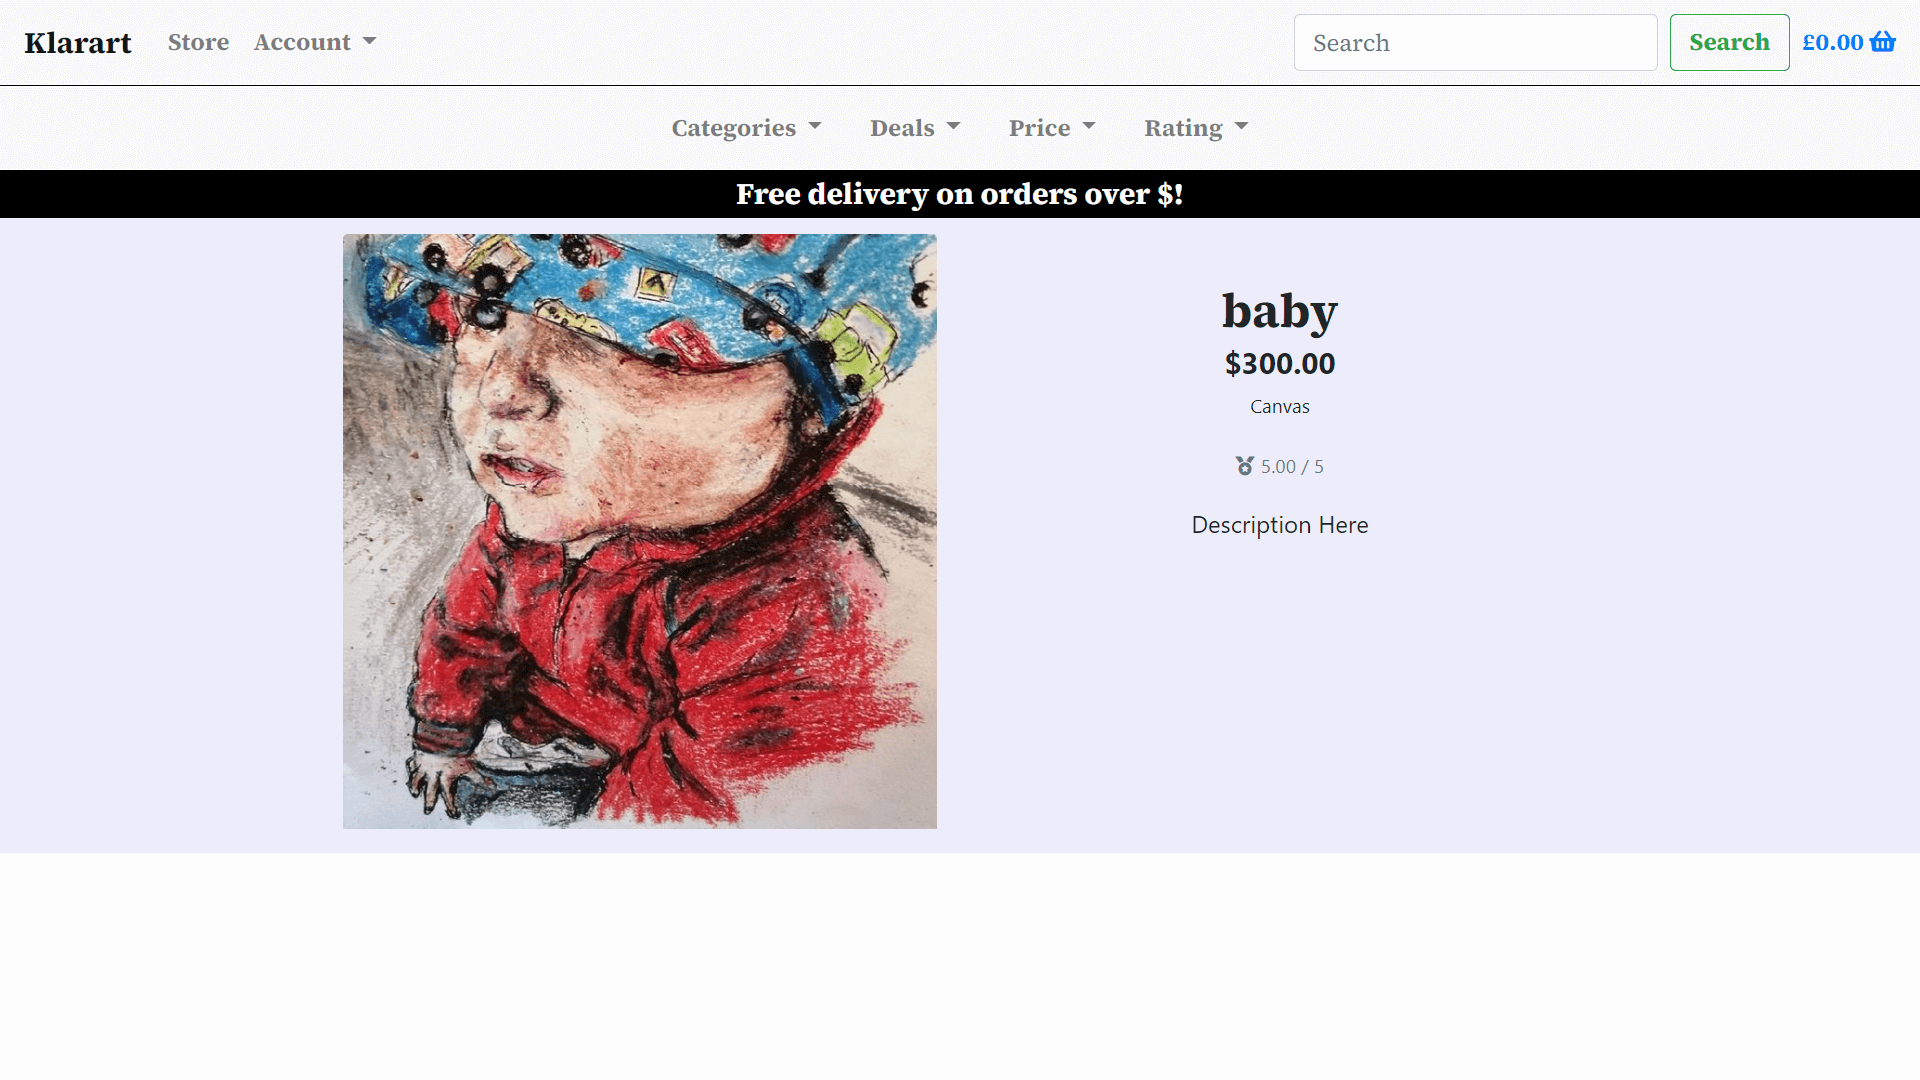 Klarart Store Account Search Search £0.00
Categories Deals Price Rating
Free delivery on orders over $!
baby
$300.00
Canvas
5.00 / 5
Description Here
A